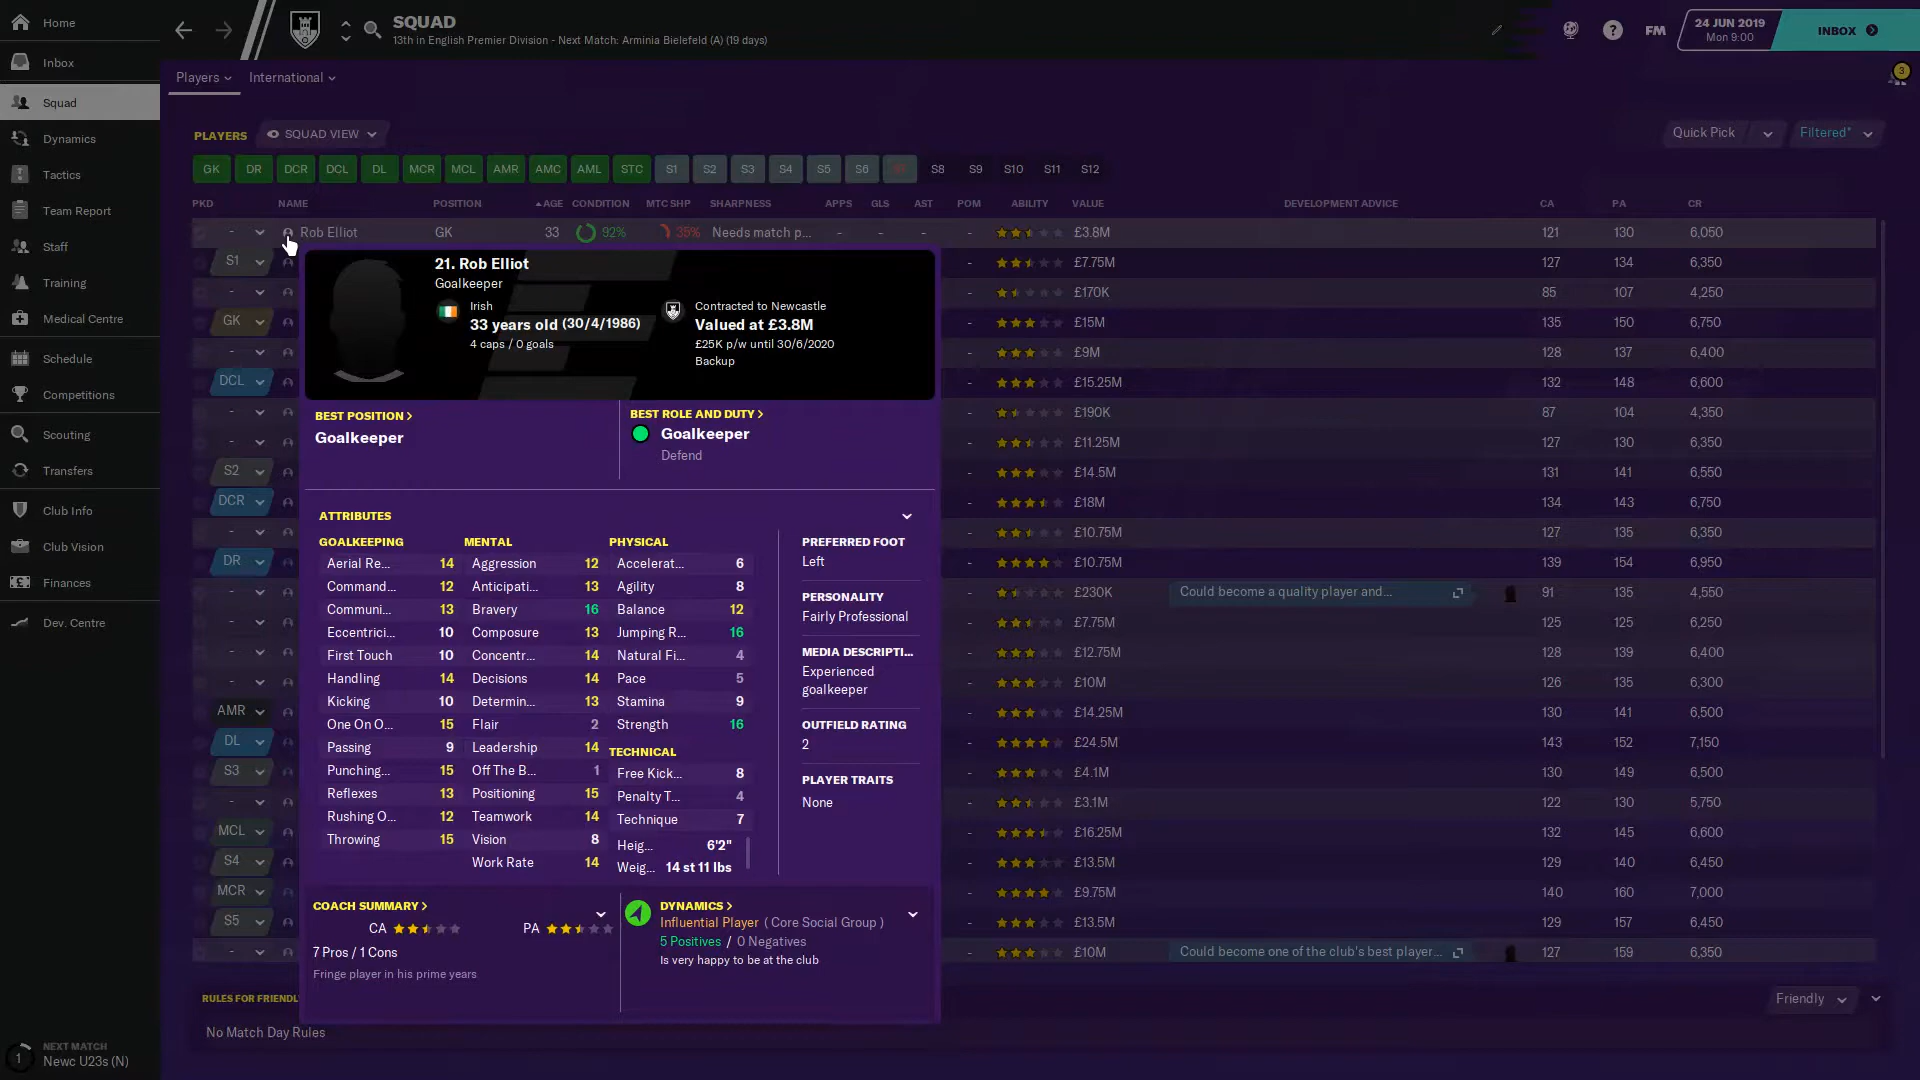 Home
Inbox
Squad
Dynamics
Tactics
Team Report
Staff
Training
Medical Centre
Schedule
Competitions
Scouting
Transfers
Club Info
Club Vision
Finances
Dev. Centre
1
NEXT MATCH
Newc U23s (N)
SQUAD
13th in English Premier Division - Next Match: Arminia Bielefeld (A) (19 days)
?
FM
24 JUN 2019
Mon 9:00
INBOX
Players
International
3
PLAYERS
SQUAD VIEW
Quick Pick
Filtered*
GK DR DCR DCL DL MCR MCL AMR AMC AML STC S1 S2 S3 S4 S5 S6 S8 S9 S10 S11 S12
PKD NAME POSITION AGE CONDITION MTC SHP SHARPNESS APPS GLS AST POM ABILITY VALUE DEVELOPMENT ADVICE CA PA CR
- Rob Elliot GK 33 92% 35% Needs match p... - - - - £3.8M 121 130 6,050
S1 - £7.75M 127 134 6,350
- - £170K 85 107 4,250
GK - £15M 135 150 6,750
- - £9M 128 137 6,400
DCL - £15.25M 132 148 6,600
- - £190K 87 104 4,350
- - £11.25M 127 130 6,350
S2 - £14.5M 131 141 6,550
DCR - £18M 134 143 6,750
- - £10.75M 127 135 6,350
DR - £10.75M 139 154 6,950
- - £230K Could become a quality player and... 91 135 4,550
- - £7.75M 125 125 6,250
- - £12.75M 128 139 6,400
- - £10M 126 135 6,300
AMR - £14.25M 130 141 6,500
DL - £24.5M 143 152 7,150
S3 - £4.1M 130 149 6,500
- - £3.1M 122 130 5,750
MCL - £16.25M 132 145 6,600
S4 - £13.5M 129 140 6,450
MCR - £9.75M 140 160 7,000
S5 - £13.5M 129 157 6,450
- - £10M Could become one of the club's best player... 127 159 6,350
21. Rob Elliot
Goalkeeper
Irish
33 years old (30/4/1986)
4 caps / 0 goals
Contracted to Newcastle
Valued at £3.8M
£25K p/w until 30/6/2020
Backup
BEST POSITION >
Goalkeeper
BEST ROLE AND DUTY >
Goalkeeper
Defend
ATTRIBUTES
GOALKEEPING
Aerial Re... 14
Command... 12
Communi... 13
Eccentrici... 10
First Touch 10
Handling 14
Kicking 10
One On O... 15
Passing 9
Punching... 15
Reflexes 13
Rushing O... 12
Throwing 15
MENTAL
Aggression 12
Anticipati... 13
Bravery 16
Composure 13
Concentr... 14
Decisions 14
Determin... 13
Flair 2
Leadership 14
Off The B... 1
Positioning 15
Teamwork 14
Vision 8
Work Rate 14
PHYSICAL
Accelerat... 6
Agility 8
Balance 12
Jumping R... 16
Natural Fi... 4
Pace 5
Stamina 9
Strength 16
TECHNICAL
Free Kick... 8
Penalty T... 4
Technique 7
Heig... 6'2"
Weig... 14 st 11 lbs
PREFERRED FOOT
Left
PERSONALITY
Fairly Professional
MEDIA DESCRIPTI...
Experienced
goalkeeper
OUTFIELD RATING
2
PLAYER TRAITS
None
COACH SUMMARY >
CA PA
7 Pros / 1 Cons
Fringe player in his prime years
DYNAMICS >
Influential Player ( Core Social Group )
5 Positives / 0 Negatives
Is very happy to be at the club
RULES FOR FRIENDL
Friendly
No Match Day Rules